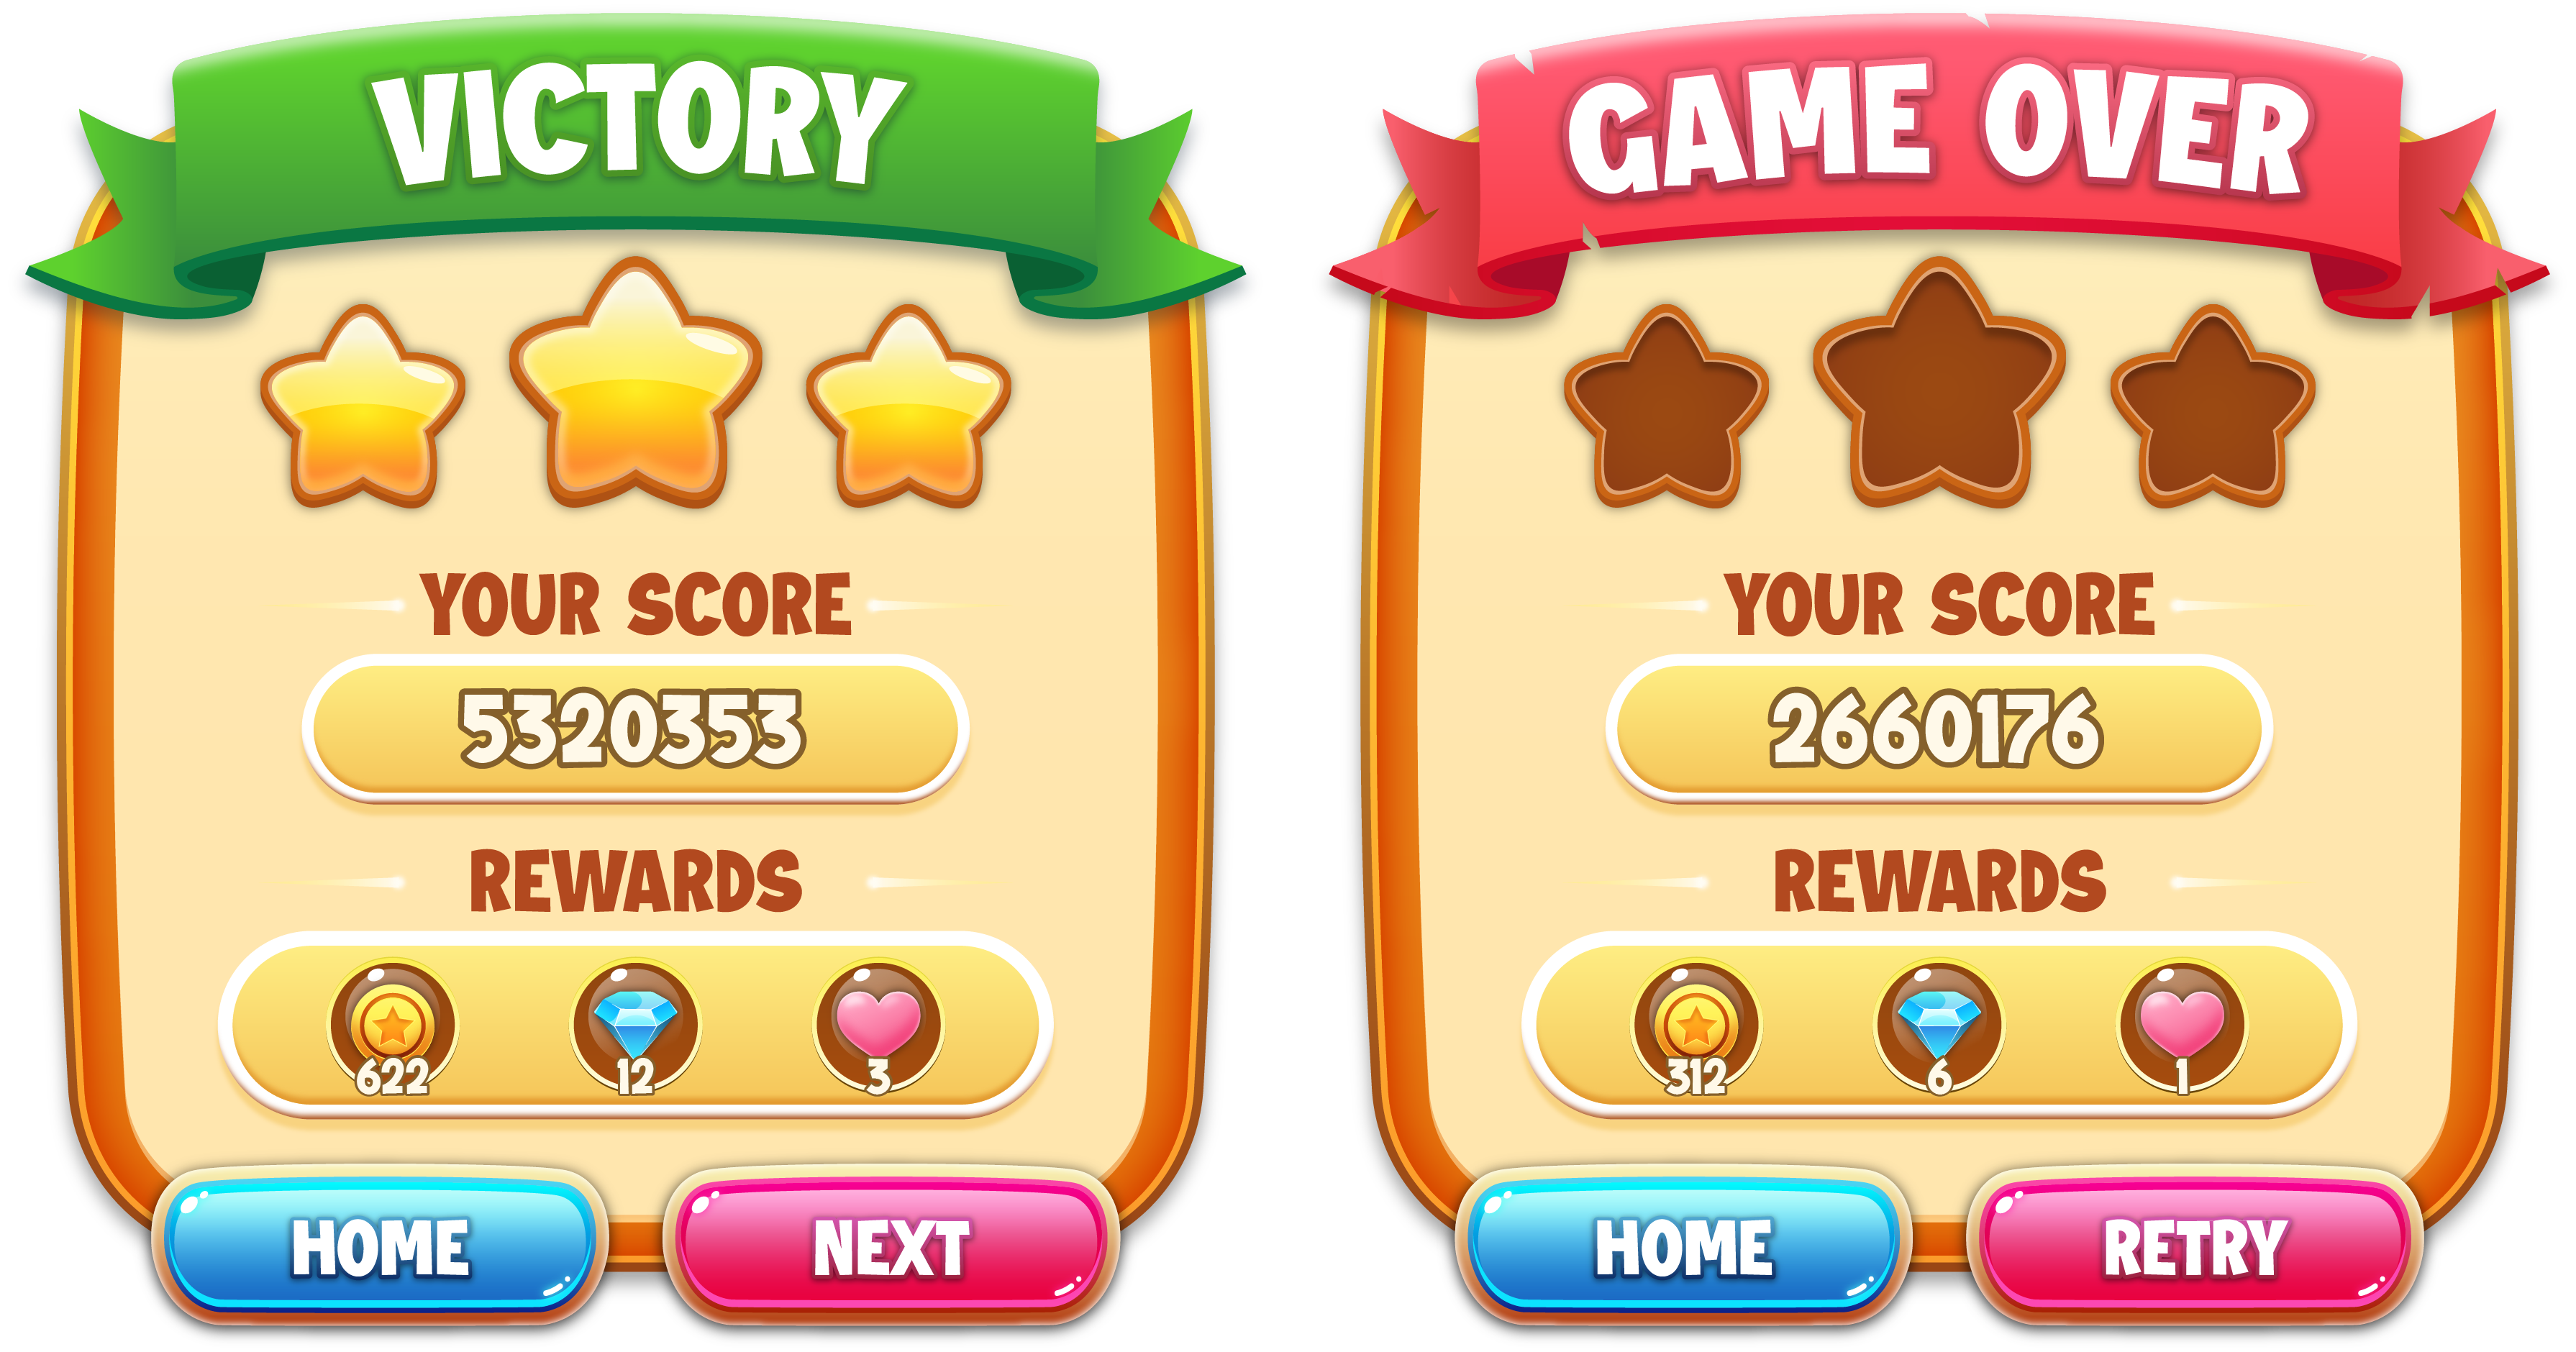 VICTORY
YOUR SCORE
5320353
REWARDS
622 12 3
HOME NEXT
GAME OVER
YOUR SCORE
2660176
REWARDS
312 6 1
HOME RETRY